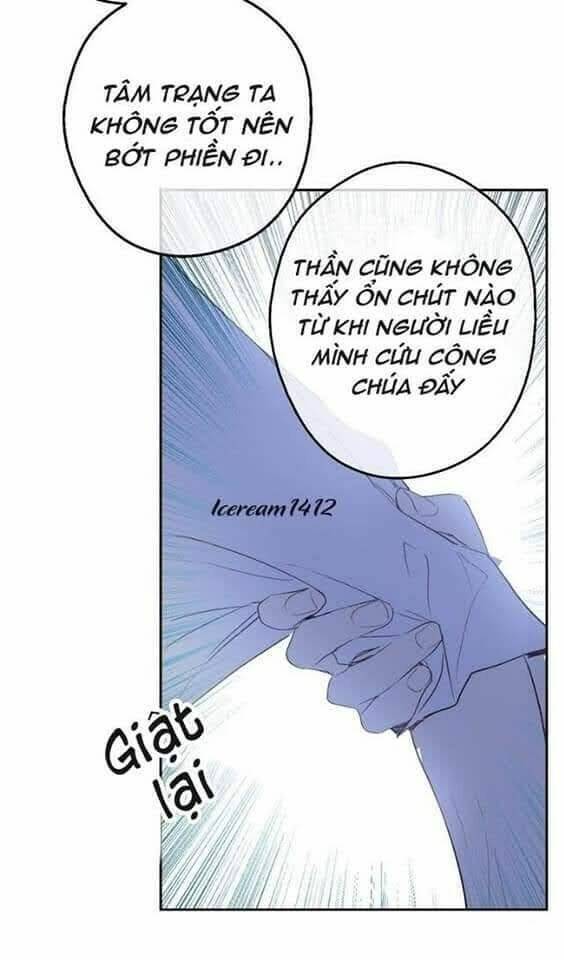 TÂM TRẠNG TA
KHÔNG TỐT NÊN
BỚT PHIỀN ĐI..
THẦN CŨNG KHÔNG
THẤY ỔN CHÚT NÀO
TỪ KHI NGƯỜI LIỀU
MÌNH CỨU CÔNG
CHÚA ĐẤY
Iceream1412
Giật
lại